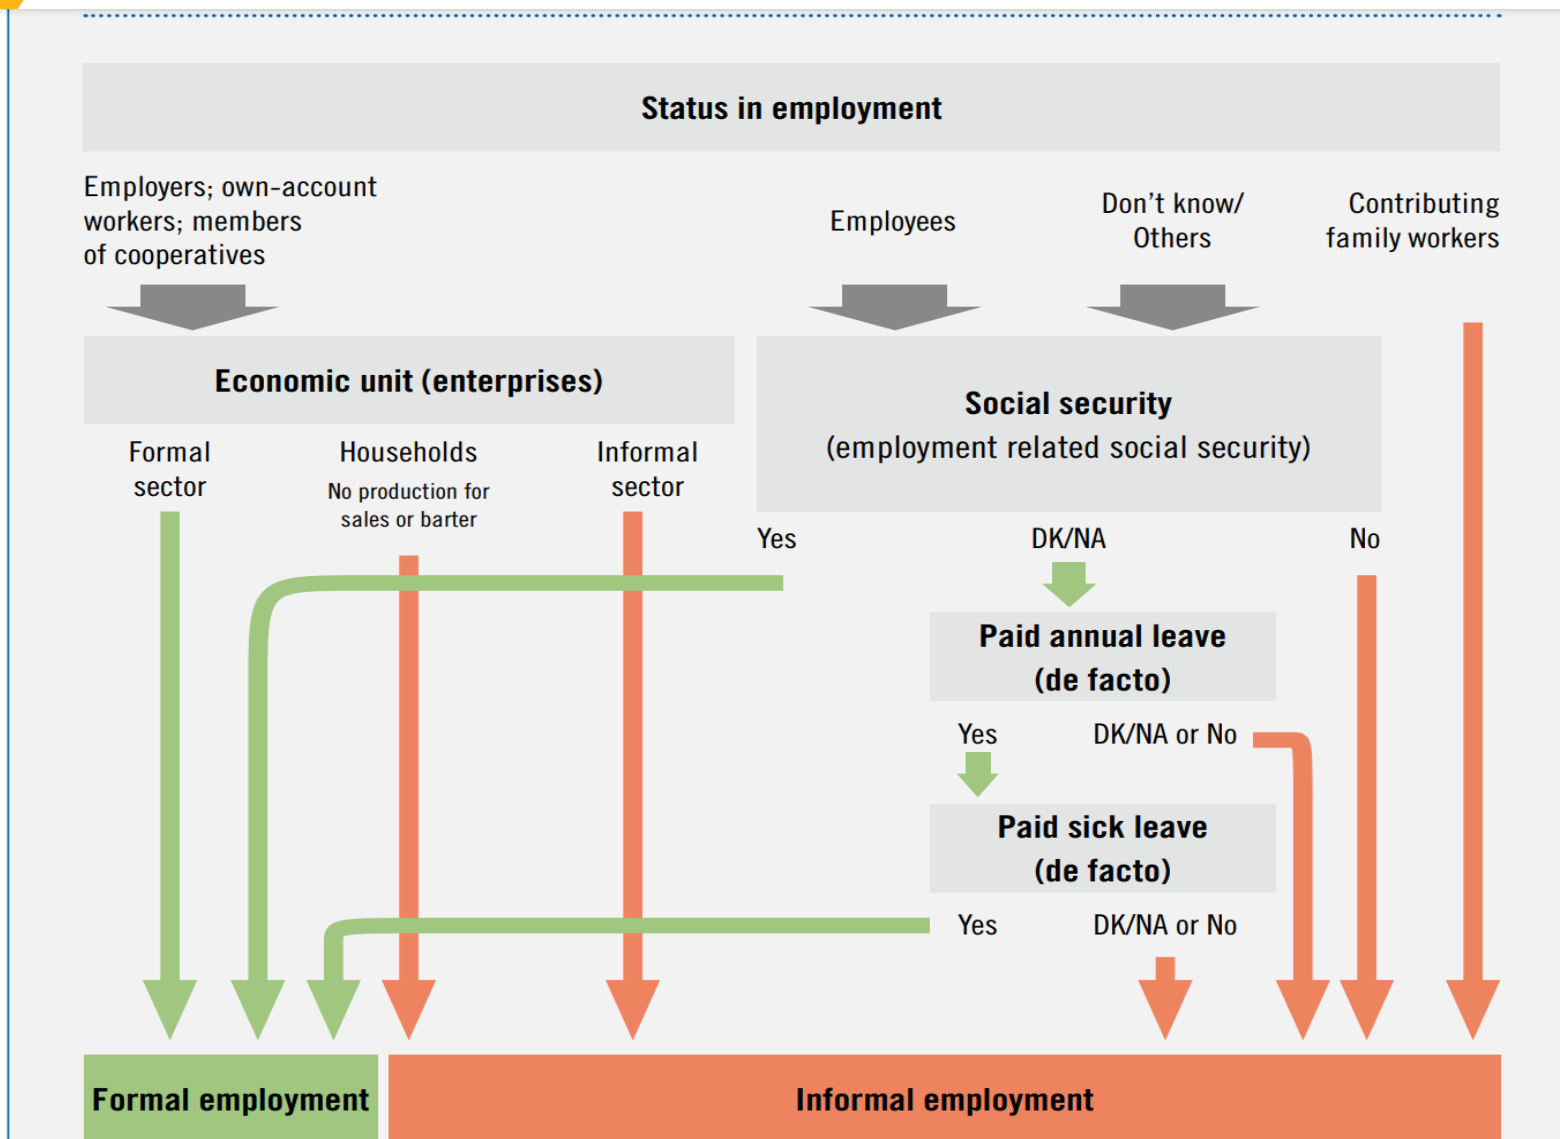 Status in employment
Employers; own-account
workers; members
of cooperatives
Employees
Don't know/
Others
Contributing
family workers
Economic unit (enterprises)
Social security
(employment related social security)
Formal
sector
Households
No production for
sales or barter
Informal
sector
Yes
DK/NA
No
Paid annual leave
(de facto)
Yes
DK/NA or No
Paid sick leave
(de facto)
Yes
DK/NA or No
Formal employment
Informal employment